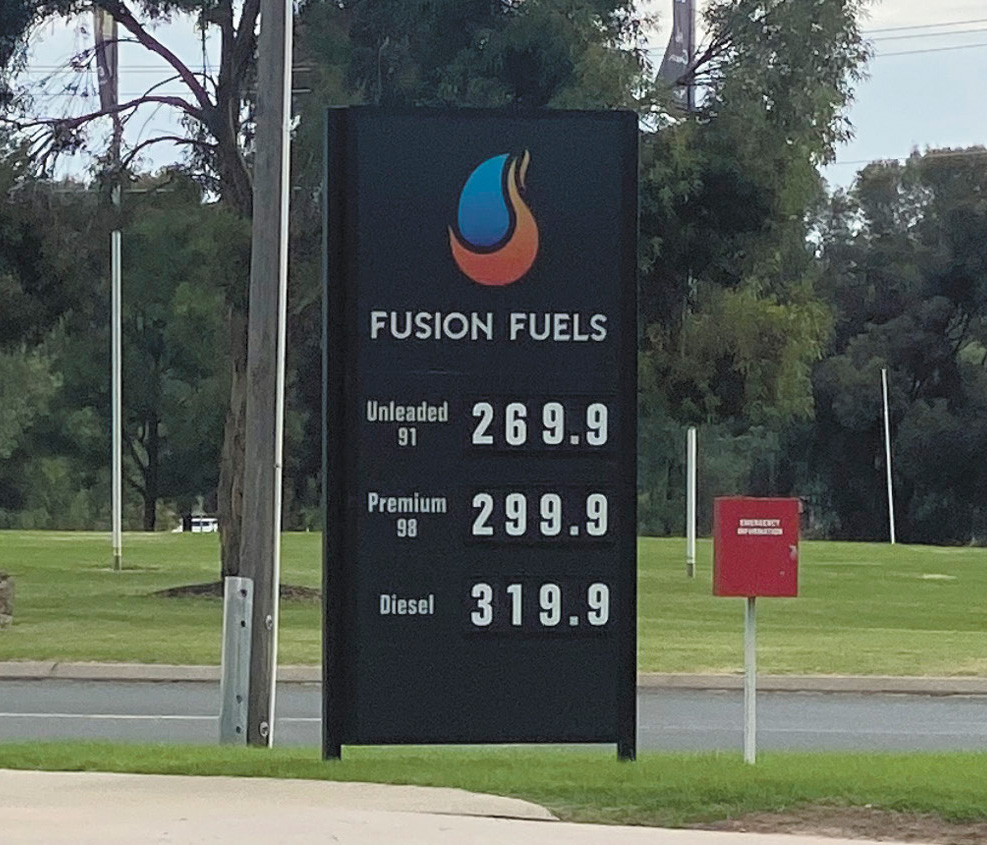 FUSION FUELS
Unleaded
91
269.9
Premium
98
299.9
Diesel
319.9
EMERGENCY
INFORMATION